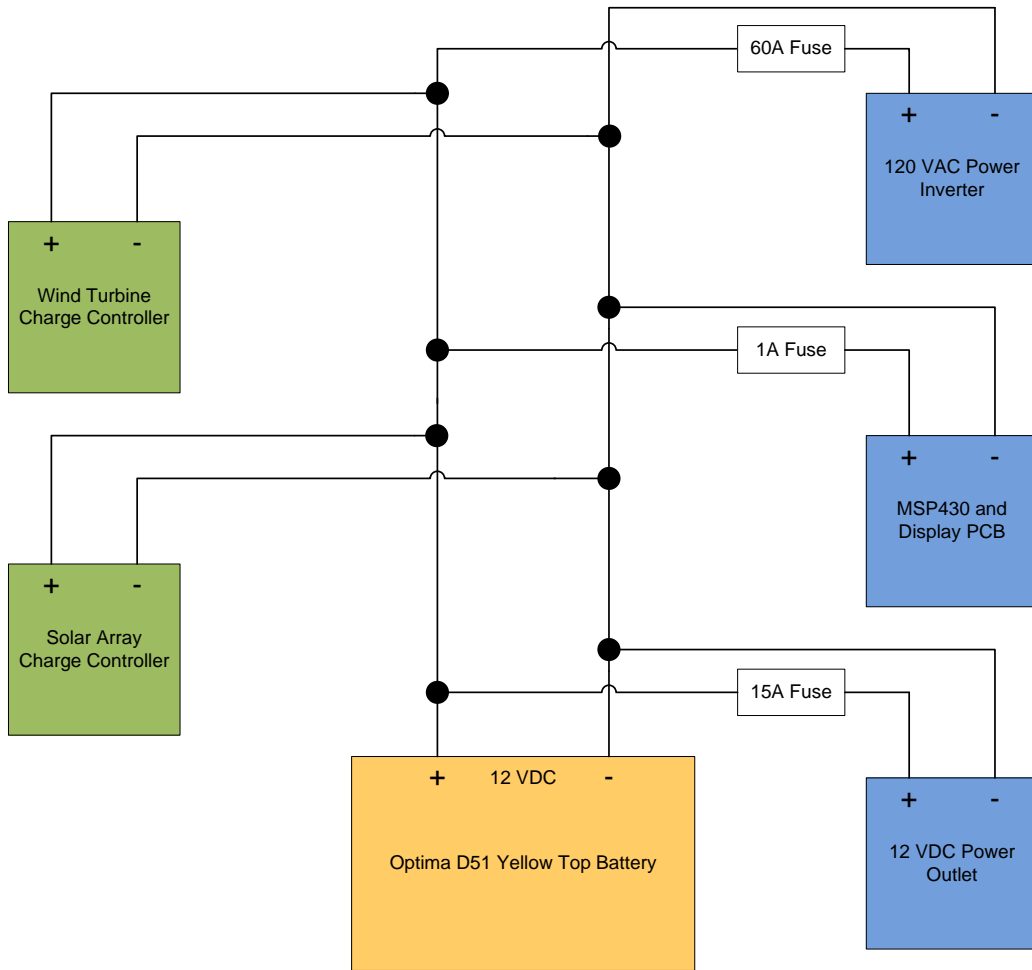 60A Fuse
+ -
120 VAC Power
Inverter
+ -
Wind Turbine
Charge Controller
1A Fuse
+ -
MSP430 and
Display PCB
+ -
Solar Array
Charge Controller
15A Fuse
+ 12 VDC -
Optima D51 Yellow Top Battery
+ -
12 VDC Power
Outlet